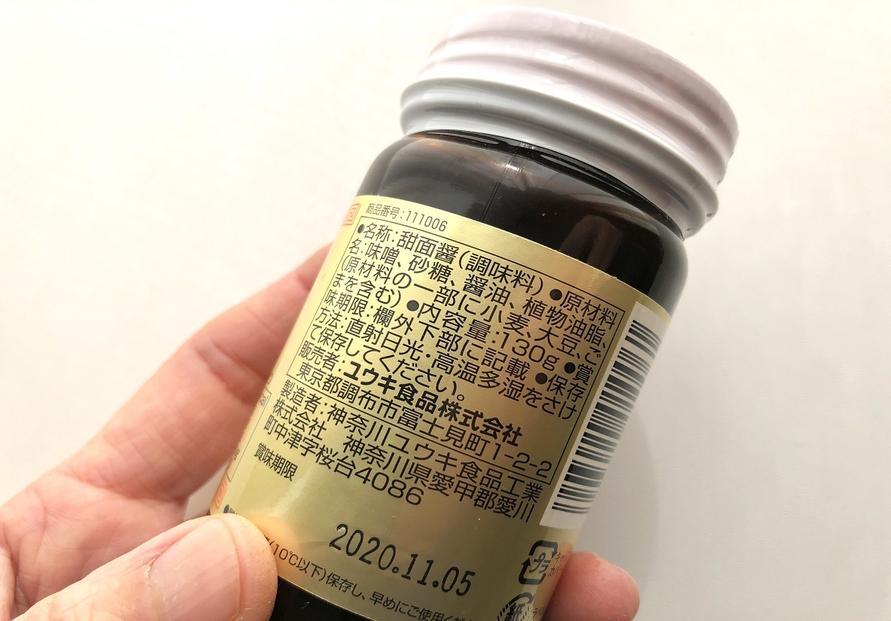 商品番号:111006
●名称:甜面醤(調味料)●原材料
名:味噌、砂糖、醤油、植物油脂、
(原材料の一部に小麦、大豆、ご
まを含む)●内容量:130g●賞
味期限:欄外下部に記載●保存
方法:直射日光・高温多湿をさけ
て保存してください。
販売者:ユウキ食品株式会社
東京都調布市富士見町1-2-2
製造者:神奈川ユウキ食品工業
株式会社 神奈川県愛甲郡愛川
町中津字桜台4086
賞味期限
2020.11.05
(10℃以下)保存し、早めにご使用くだ
プラ